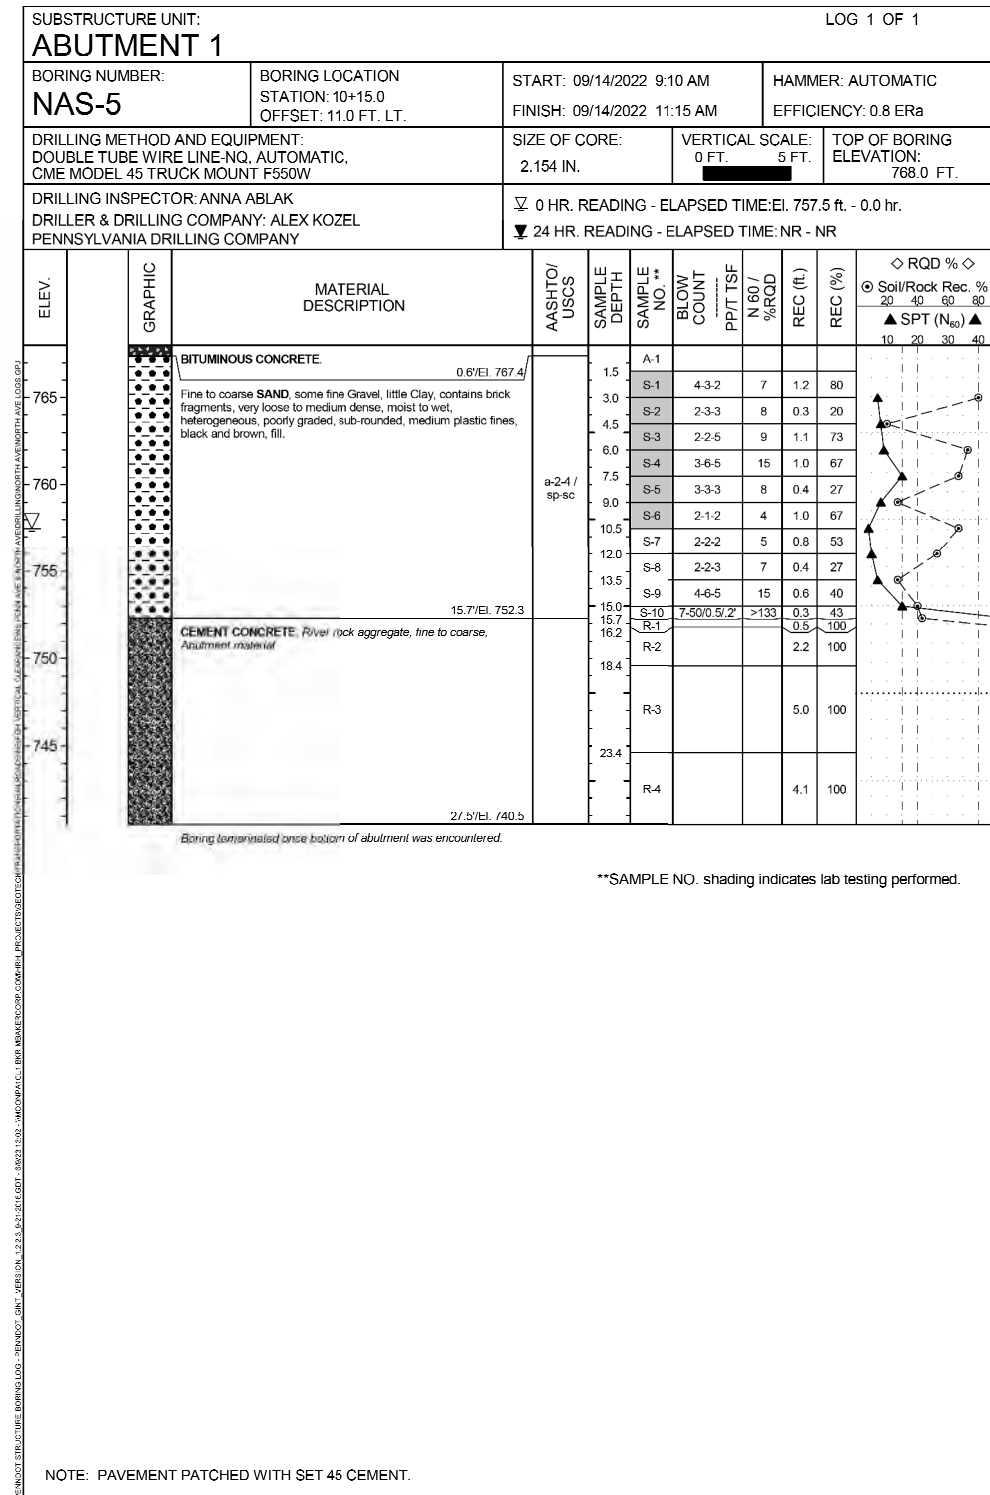 SUBSTRUCTURE UNIT:
ABUTMENT 1
LOG 1 OF 1
BORING NUMBER:
NAS-5
BORING LOCATION
STATION: 10+15.0
OFFSET: 11.0 FT. LT.
START: 09/14/2022 9:10 AM
FINISH: 09/14/2022 11:15 AM
HAMMER: AUTOMATIC
EFFICIENCY: 0.8 ERa
DRILLING METHOD AND EQUIPMENT:
DOUBLE TUBE WIRE LINE-NQ, AUTOMATIC,
CME MODEL 45 TRUCK MOUNT F550W
SIZE OF CORE:
2.154 IN.
VERTICAL SCALE:
0 FT. 5 FT.
TOP OF BORING
ELEVATION:
768.0 FT.
DRILLING INSPECTOR: ANNA ABLAK
DRILLER & DRILLING COMPANY: ALEX KOZEL
PENNSYLVANIA DRILLING COMPANY
0 HR. READING - ELAPSED TIME:El. 757.5 ft. - 0.0 hr.
24 HR. READING - ELAPSED TIME: NR - NR
ELEV.
GRAPHIC
MATERIAL
DESCRIPTION
AASHTO/
USCS
SAMPLE
DEPTH
SAMPLE
NO. **
BLOW
COUNT
--------
PP/T TSF
N 60 /
%RQD
REC (ft.)
REC (%)
◇ RQD % ◇
⊙ Soil/Rock Rec. %
20 40 60 80
▲ SPT (N60) ▲
10 20 30 40
BITUMINOUS CONCRETE.
0.6'/El. 767.4
Fine to coarse SAND, some fine Gravel, little Clay, contains brick
fragments, very loose to medium dense, moist to wet,
heterogeneous, poorly graded, sub-rounded, medium plastic fines,
black and brown, fill.
15.7'/El. 752.3
CEMENT CONCRETE, River rock aggregate, fine to coarse,
Abutment material
27.5'/El. 740.5
Boring terminated once bottom of abutment was encountered.
765
760
755
750
745
a-2-4 /
sp-sc
A-1
1.5
S-1 4-3-2 7 1.2 80
3.0
S-2 2-3-3 8 0.3 20
4.5
S-3 2-2-5 9 1.1 73
6.0
S-4 3-6-5 15 1.0 67
7.5
S-5 3-3-3 8 0.4 27
9.0
S-6 2-1-2 4 1.0 67
10.5
S-7 2-2-2 5 0.8 53
12.0
S-8 2-2-3 7 0.4 27
13.5
S-9 4-6-5 15 0.6 40
15.0
S-10 7-50/0.5/.2' >133 0.3 43
15.7
R-1 0.5 100
16.2
R-2 2.2 100
18.4
R-3 5.0 100
23.4
R-4 4.1 100
**SAMPLE NO. shading indicates lab testing performed.
NOTE: PAVEMENT PATCHED WITH SET 45 CEMENT.